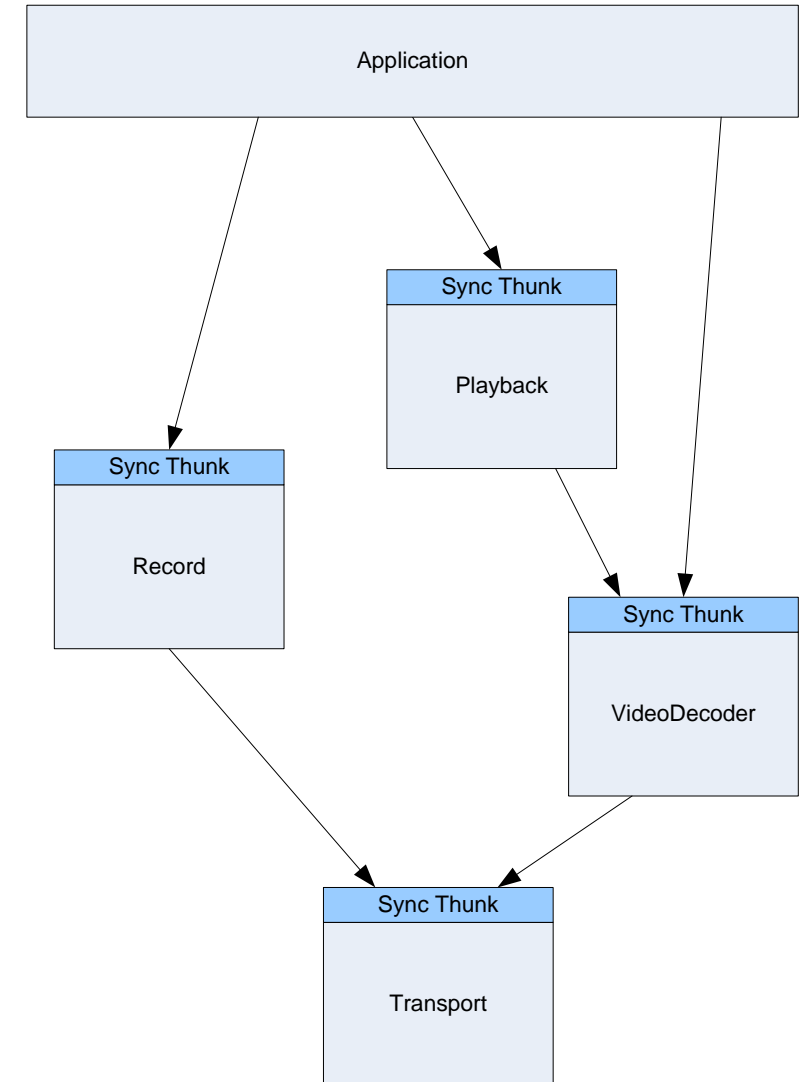 Application
Sync Thunk
Playback
Sync Thunk
Record
Sync Thunk
VideoDecoder
Sync Thunk
Transport